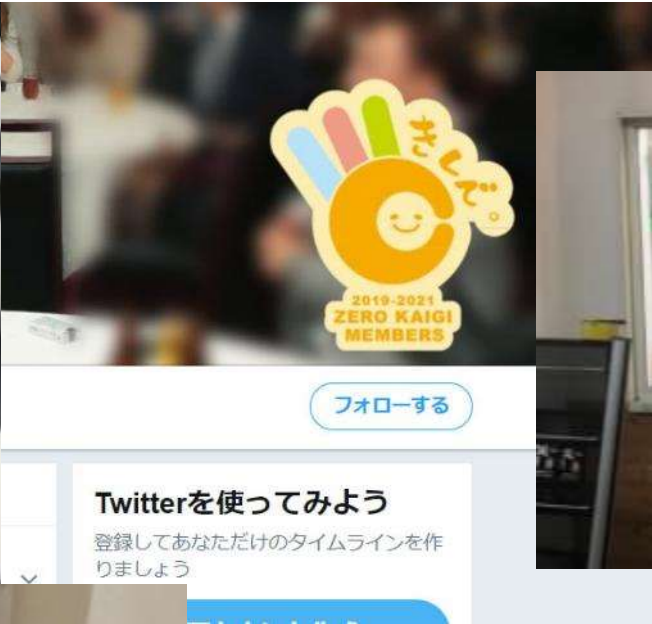 きくで。
2019-2021
ZERO KAIGI
MEMBERS
フォローする
Twitterを使ってみよう
登録してあなただけのタイムラインを作
りましょう